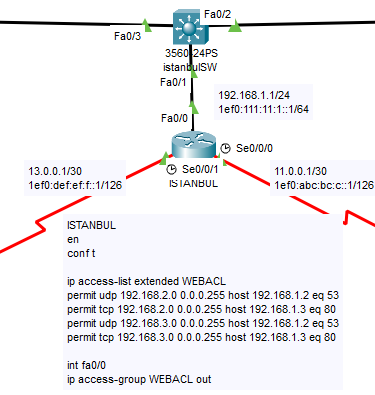 Fa0/2
Fa0/3
3560-24PS
istanbulSW
Fa0/1
192.168.1.1/24
1ef0:111:11:1::1/64
Fa0/0
Se0/0/0
13.0.0.1/30
1ef0:def:ef:f::1/126
Se0/0/1
ISTANBUL
11.0.0.1/30
1ef0:abc:bc:c::1/126
ISTANBUL
en
conf t
ip access-list extended WEBACL
permit udp 192.168.2.0 0.0.0.255 host 192.168.1.2 eq 53
permit tcp 192.168.2.0 0.0.0.255 host 192.168.1.3 eq 80
permit udp 192.168.3.0 0.0.0.255 host 192.168.1.2 eq 53
permit tcp 192.168.3.0 0.0.0.255 host 192.168.1.3 eq 80
int fa0/0
ip access-group WEBACL out